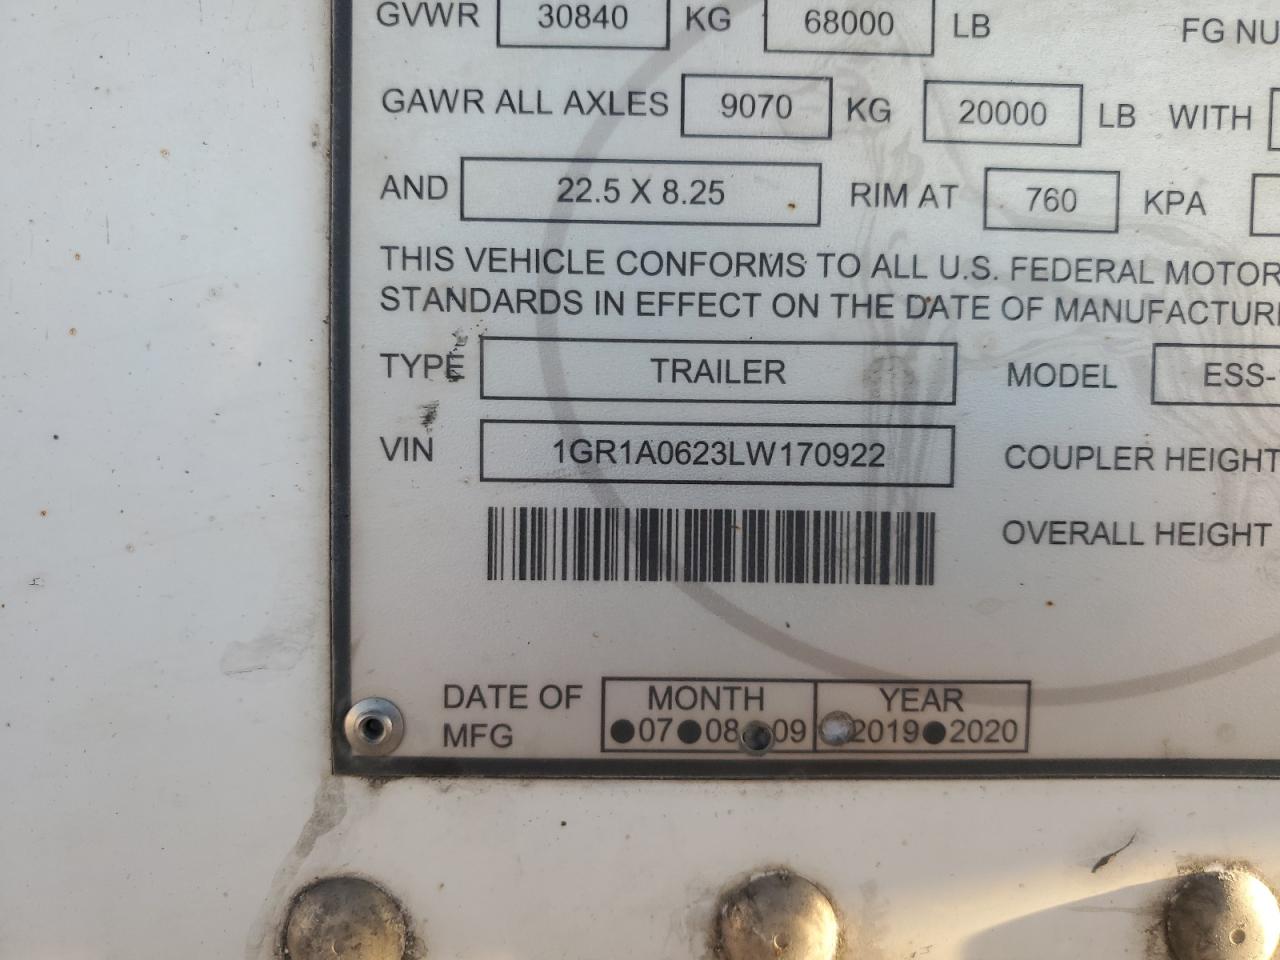 GVWR 30840 KG 68000 LB FG NU
GAWR ALL AXLES 9070 KG 20000 LB WITH
AND 22.5 X 8.25 RIM AT 760 KPA
THIS VEHICLE CONFORMS TO ALL U.S. FEDERAL MOTOR
STANDARDS IN EFFECT ON THE DATE OF MANUFACTUR
TYPE TRAILER MODEL ESS-
VIN 1GR1A0623LW170922 COUPLER HEIGHT
OVERALL HEIGHT
DATE OF MFG MONTH YEAR
07 08 09 2019 2020